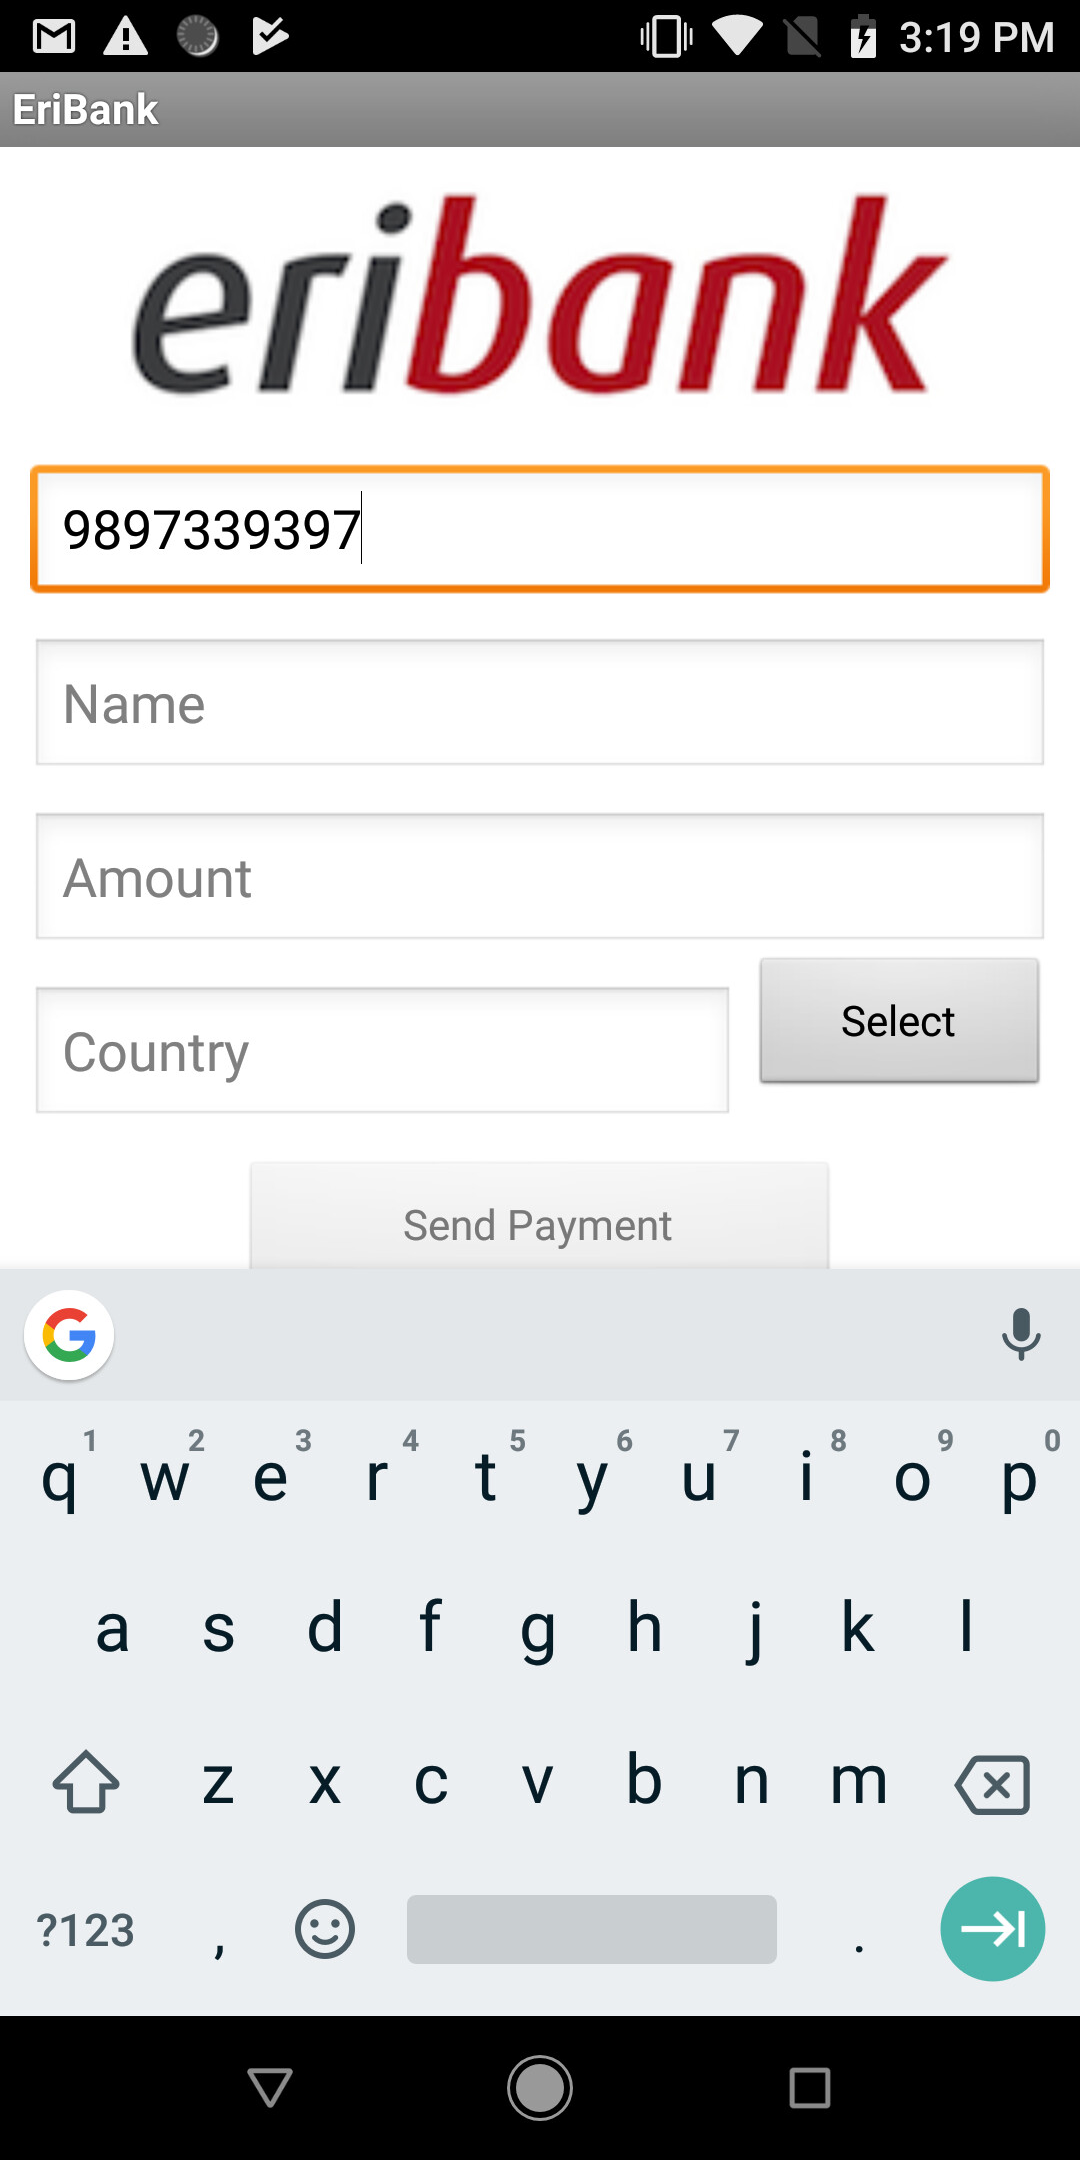 3:19 PM
EriBank
eribank
9897339397
Name
Amount
Country
Select
Send Payment
G
1 2 3 4 5 6 7 8 9 0
q w e r t y u i o p
a s d f g h j k l
z x c v b n m
?123 , .